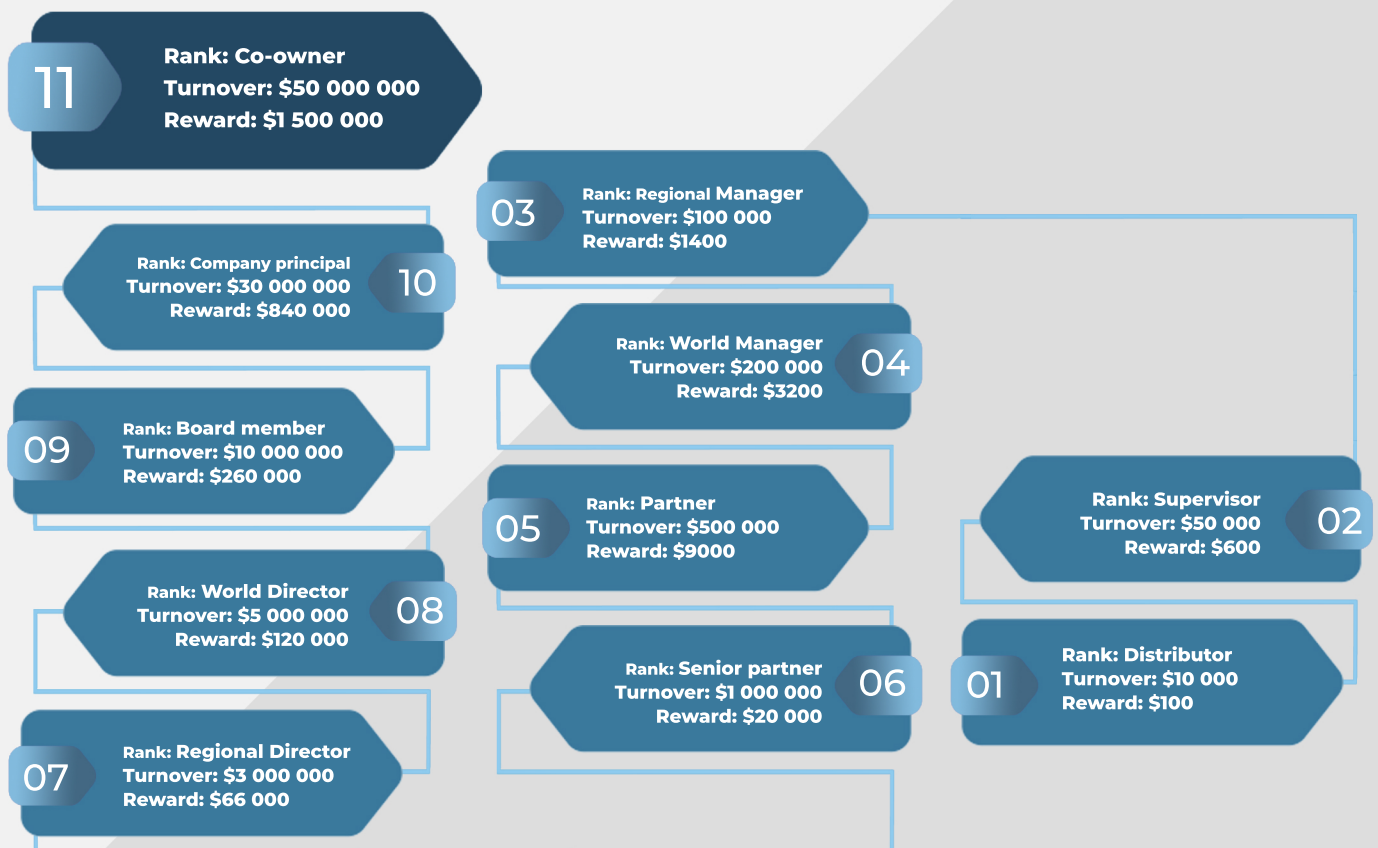 11
Rank: Co-owner
Turnover: $50 000 000
Reward: $1 500 000
10
Rank: Company principal
Turnover: $30 000 000
Reward: $840 000
09
Rank: Board member
Turnover: $10 000 000
Reward: $260 000
08
Rank: World Director
Turnover: $5 000 000
Reward: $120 000
07
Rank: Regional Director
Turnover: $3 000 000
Reward: $66 000
03
Rank: Regional Manager
Turnover: $100 000
Reward: $1400
04
Rank: World Manager
Turnover: $200 000
Reward: $3200
05
Rank: Partner
Turnover: $500 000
Reward: $9000
06
Rank: Senior partner
Turnover: $1 000 000
Reward: $20 000
02
Rank: Supervisor
Turnover: $50 000
Reward: $600
01
Rank: Distributor
Turnover: $10 000
Reward: $100